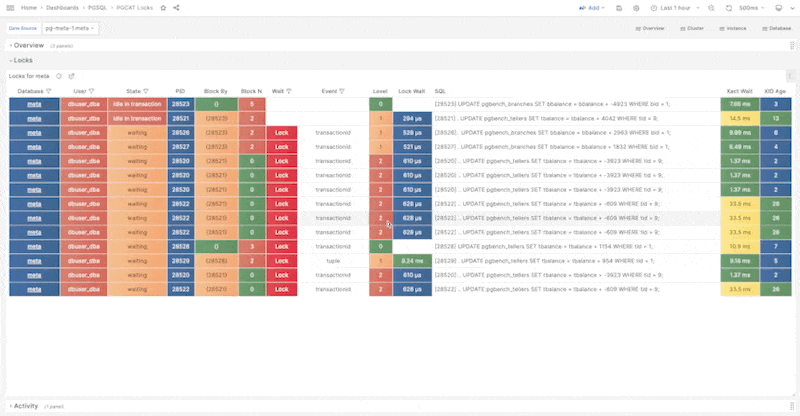 Home > Dashboards > PGSQL > PGCAT Locks Add Last 1 hour 500ms
Data Source pg-meta-1.meta Overview Cluster Instance Database
Overview (3 panels)
Locks
Locks for meta
Database User State PID Block By Block N Wait Event Level Lock Wait SQL Xact Wait XID Age
meta dbuser_dba idle in transaction 28523 {} 5 0 [28523] UPDATE pgbench_branches SET bbalance = bbalance + -4923 WHERE bid = 1; 7.66 ms 3
meta dbuser_dba idle in transaction 28521 {28523} 2 1 284 µs [28521] . UPDATE pgbench_tellers SET tbalance = tbalance + 4042 WHERE tid = 9; 14.5 ms 13
meta dbuser_dba waiting 28526 {28523} 2 Lock transactionid 1 528 µs [28526] . UPDATE pgbench_branches SET bbalance = bbalance + 2963 WHERE bid = 1; 9.99 ms 6
meta dbuser_dba waiting 28527 {28523} 2 Lock transactionid 1 521 µs [28527] . UPDATE pgbench_branches SET bbalance = bbalance + 1832 WHERE bid = 1; 8.49 ms 4
meta dbuser_dba waiting 28520 {28521} 0 Lock transactionid 2 610 µs [28520] .. UPDATE pgbench_tellers SET tbalance = tbalance + -3923 WHERE tid = 9; 1.37 ms 2
meta dbuser_dba waiting 28520 {28521} 0 Lock transactionid 2 610 µs [28520] .. UPDATE pgbench_tellers SET tbalance = tbalance + -3923 WHERE tid = 9; 1.37 ms 2
meta dbuser_dba waiting 28520 {28521} 0 Lock transactionid 2 610 µs [28520] .. UPDATE pgbench_tellers SET tbalance = tbalance + -3923 WHERE tid = 9; 1.37 ms 2
meta dbuser_dba waiting 28522 {28521} 0 Lock transactionid 2 628 µs [28522] .. UPDATE pgbench_tellers SET tbalance = tbalance + -609 WHERE tid = 9; 33.5 ms 26
meta dbuser_dba waiting 28522 {28521} 0 Lock transactionid 2 628 µs [28522] .. UPDATE pgbench_tellers SET tbalance = tbalance + -609 WHERE tid = 9; 33.5 ms 26
meta dbuser_dba waiting 28522 {28521} 0 Lock transactionid 2 628 µs [28522] .. UPDATE pgbench_tellers SET tbalance = tbalance + -609 WHERE tid = 9; 33.5 ms 26
meta dbuser_dba waiting 28528 {} 3 Lock transactionid 0 [28528] UPDATE pgbench_tellers SET tbalance = tbalance + 1154 WHERE tid = 1; 10.9 ms 7
meta dbuser_dba waiting 28529 {28528} 2 Lock tuple 1 8.24 ms [28529] . UPDATE pgbench_tellers SET tbalance = tbalance + 954 WHERE tid = 1; 9.16 ms 5
meta dbuser_dba waiting 28520 {28521} 0 Lock transactionid 2 610 µs [28520] .. UPDATE pgbench_tellers SET tbalance = tbalance + -3923 WHERE tid = 9; 1.37 ms 2
meta dbuser_dba waiting 28522 {28521} 0 Lock transactionid 2 628 µs [28522] .. UPDATE pgbench_tellers SET tbalance = tbalance + -609 WHERE tid = 9; 33.5 ms 26
Activity (1 panel)